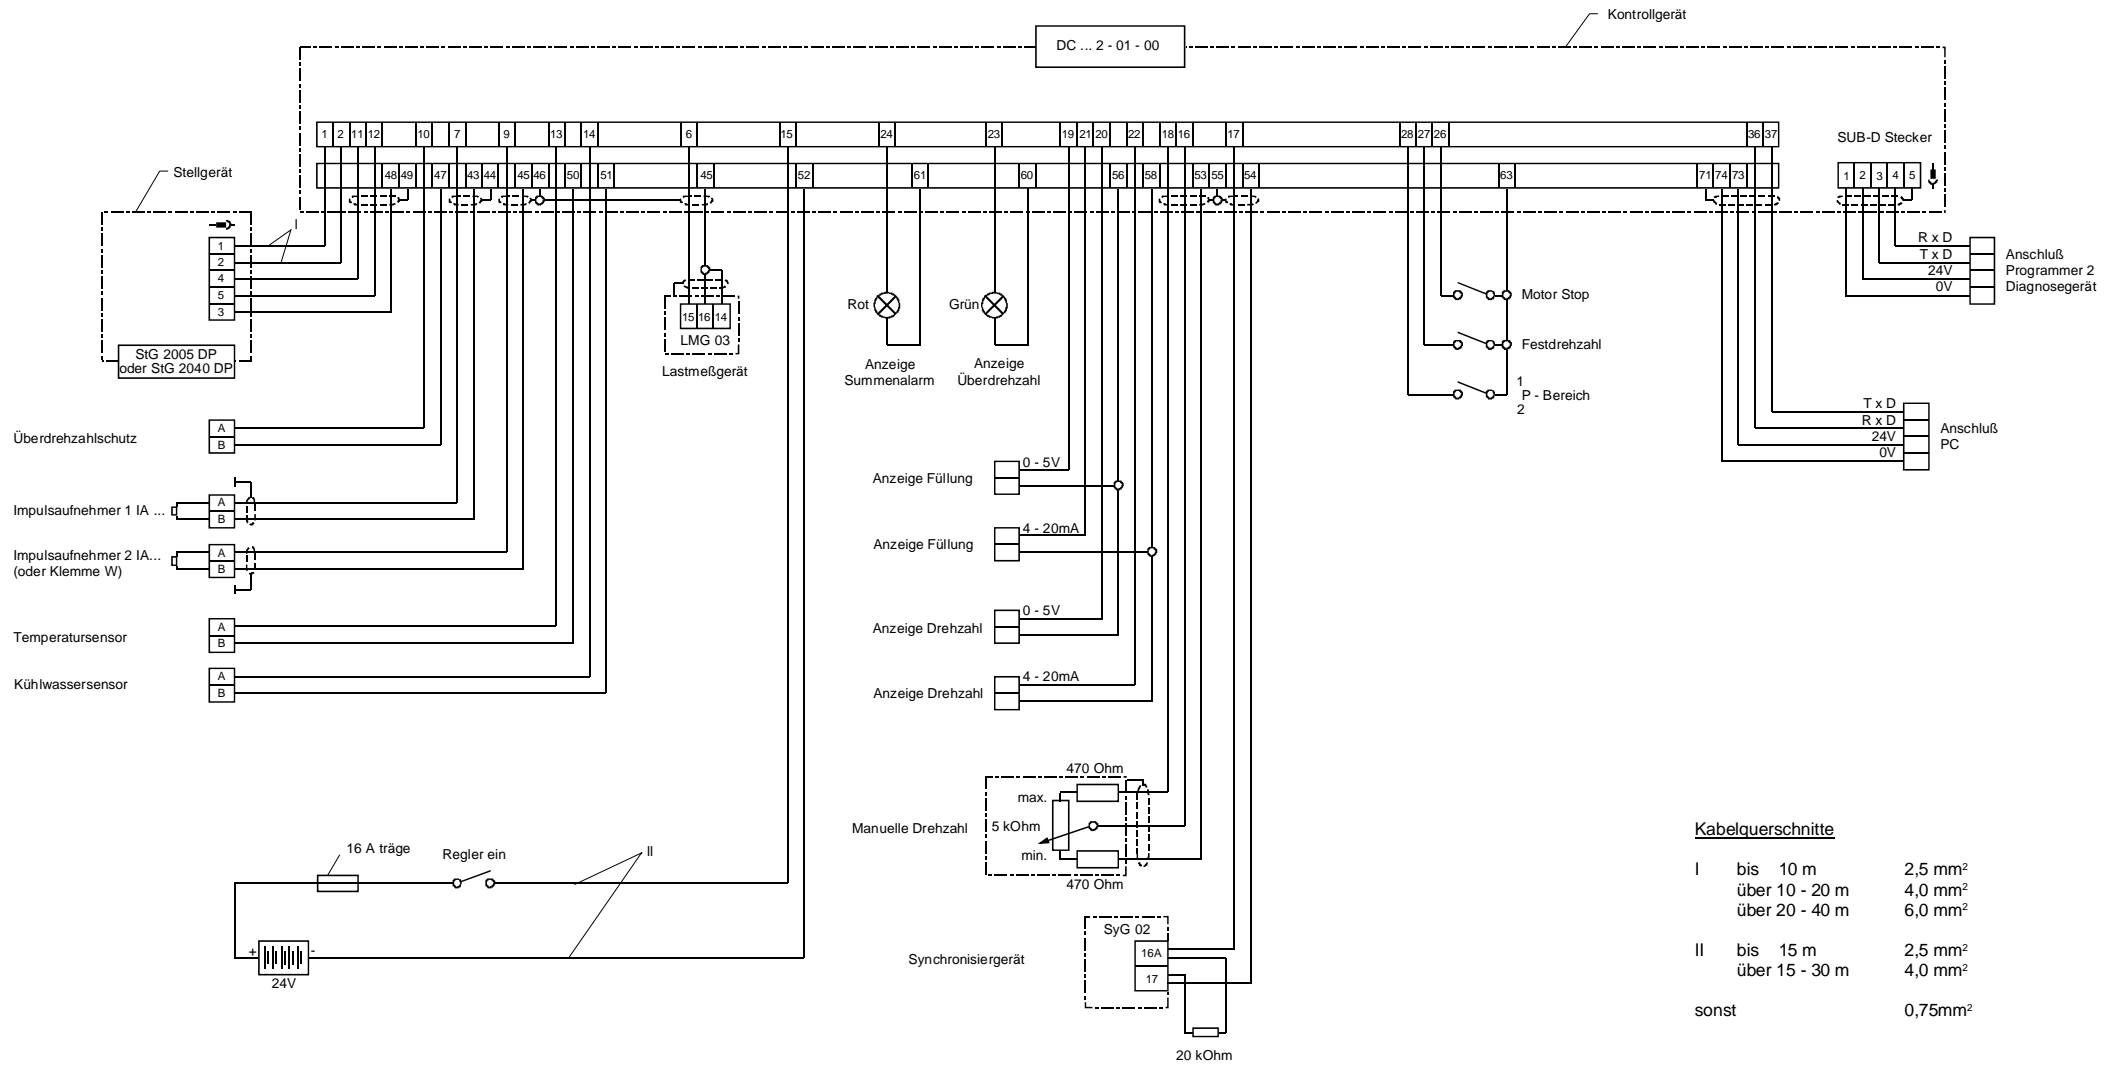 Kontrollgerät
DC ... 2 - 01 - 00
1 2 11 12 10 7 9 13 14 6 15 24 23 19 21 20 22 18 16 17 28 27 26 36 37
SUB-D Stecker
48 49 47 43 44 45 46 50 51 45 52 61 60 56 58 53 55 54 63 71 74 73
1 2 3 4 5
Stellgerät
I
1
2
4
5
3
StG 2005 DP
oder StG 2040 DP
R x D
T x D
24V
0V
Anschluß
Programmer 2
Diagnosegerät
15 16 14
LMG 03
Lastmeßgerät
Rot
Anzeige
Summenalarm
Grün
Anzeige
Überdrehzahl
Motor Stop
Festdrehzahl
1
P - Bereich
2
T x D
R x D
24V
0V
Anschluß
PC
Überdrehzahlschutz
A
B
Impulsaufnehmer 1 IA ...
A
B
Impulsaufnehmer 2 IA...
(oder Klemme W)
A
B
Temperatursensor
A
B
Kühlwassersensor
A
B
Anzeige Füllung
0 - 5V
Anzeige Füllung
4 - 20mA
Anzeige Drehzahl
0 - 5V
Anzeige Drehzahl
4 - 20mA
470 Ohm
max.
Manuelle Drehzahl
5 kOhm
min.
470 Ohm
16 A träge
Regler ein
II
+
-
24V
SyG 02
16A
17
Synchronisiergerät
20 kOhm
Kabelquerschnitte
I bis 10 m 2,5 mm²
über 10 - 20 m 4,0 mm²
über 20 - 40 m 6,0 mm²
II bis 15 m 2,5 mm²
über 15 - 30 m 4,0 mm²
sonst 0,75mm²